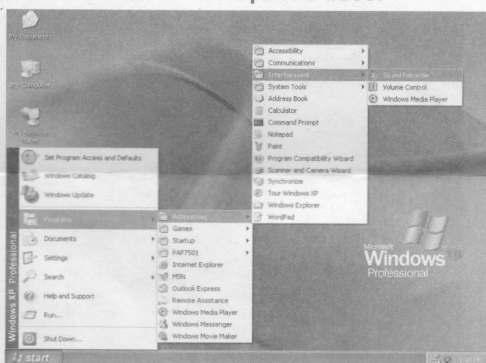 My Documents
My Computer
Set Program Access and Defaults
Windows Catalog
Windows Update
Programs
Documents
Settings
Search
Help and Support
Run...
Shut Down...
Windows XP Professional
start
Accessories
Games
Startup
PAP7501
Internet Explorer
MSN
Outlook Express
Remote Assistance
Windows Media Player
Windows Messenger
Windows Movie Maker
Accessibility
Communications
Entertainment
System Tools
Address Book
Calculator
Command Prompt
Notepad
Paint
Program Compatibility Wizard
Scanner and Camera Wizard
Synchronize
Tour Windows XP
Windows Explorer
WordPad
Sound Recorder
Volume Control
Windows Media Player
Microsoft
Windows xp
Professional